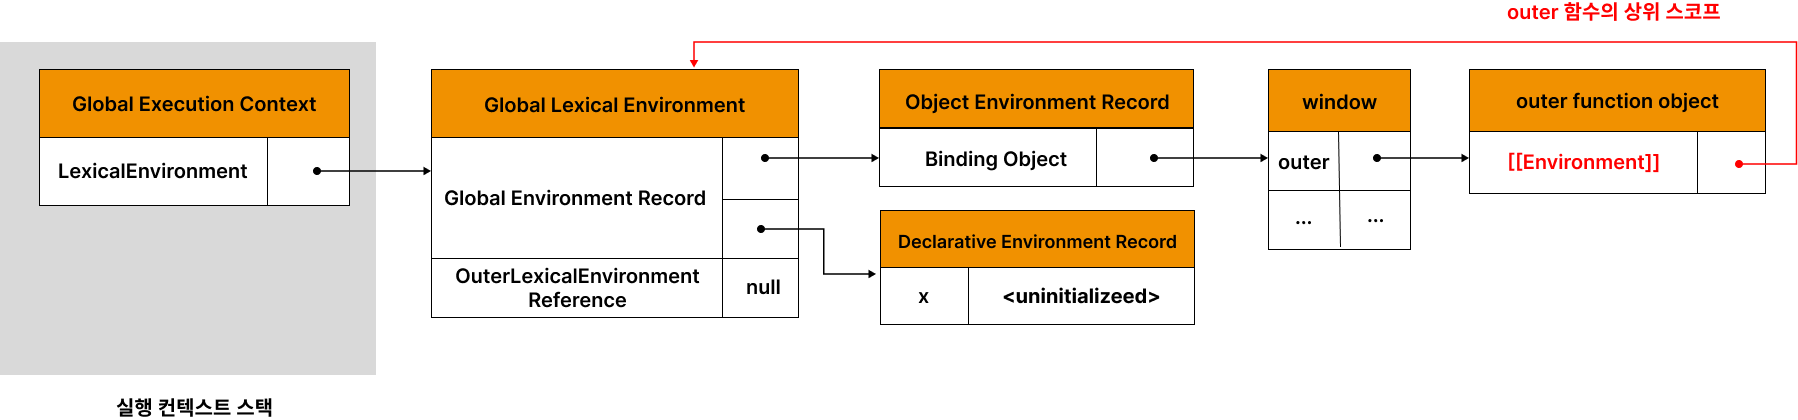 outer 함수의 상위 스코프
Global Execution Context
LexicalEnvironment
실행 컨텍스트 스택
Global Lexical Environment
Global Environment Record
OuterLexicalEnvironment
Reference
null
Object Environment Record
Binding Object
Declarative Environment Record
x
<uninitializeed>
window
outer
...
...
outer function object
[[Environment]]